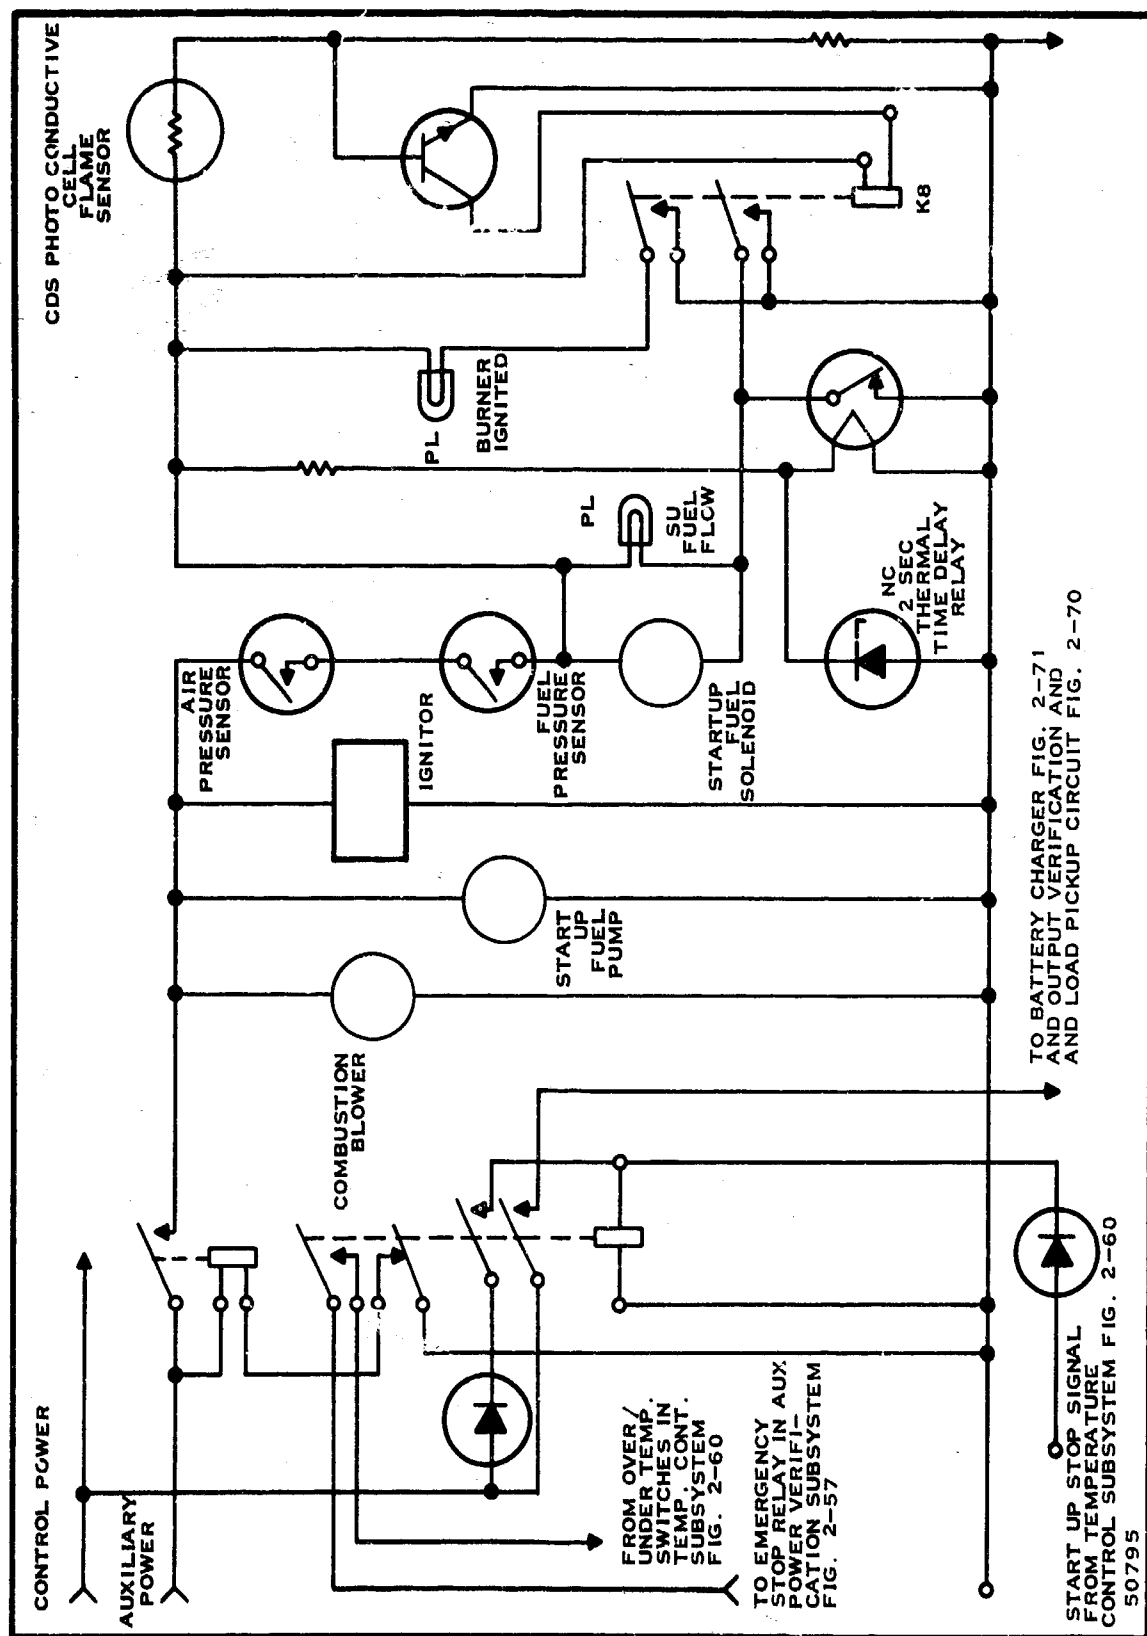 CONTROL POWER
AUXILIARY
POWER
CDS PHOTO CONDUCTIVE
CELL
FLAME
SENSOR
AIR
PRESSURE
SENSOR
IGNITOR
FUEL
PRESSURE
SENSOR
PL
BURNER
IGNITED
PL
SU
FUEL
FLOW
K8
COMBUSTION
BLOWER
START
UP
FUEL
PUMP
STARTUP
FUEL
SOLENOID
NC
2 SEC
THERMAL
TIME DELAY
RELAY
FROM OVER/
UNDER TEMP.
SWITCHES IN
TEMP. CONT.
SUBSYSTEM
FIG. 2-60
TO EMERGENCY
STOP RELAY IN AUX
POWER VERIFI-
CATION SUBSYSTEM
FIG. 2-57
TO BATTERY CHARGER FIG. 2-71
AND OUTPUT VERIFICATION AND
AND LOAD PICKUP CIRCUIT FIG. 2-70
START UP STOP SIGNAL
FROM TEMPERATURE
CONTROL SUBSYSTEM FIG. 2-60
50795